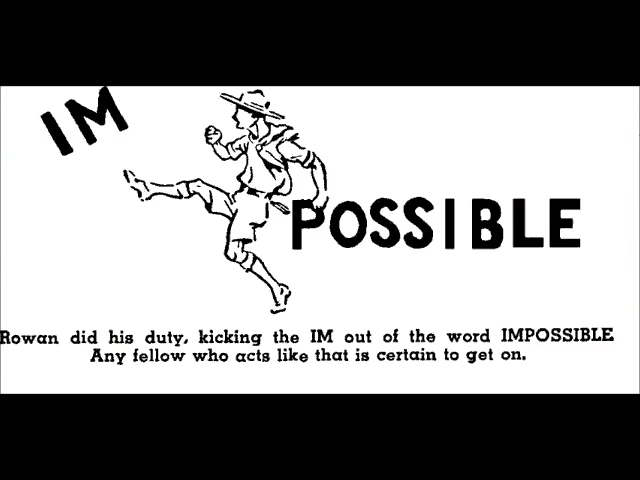 IM
POSSIBLE
Rowan did his duty, kicking the IM out of the word IMPOSSIBLE
Any fellow who acts like that is certain to get on.